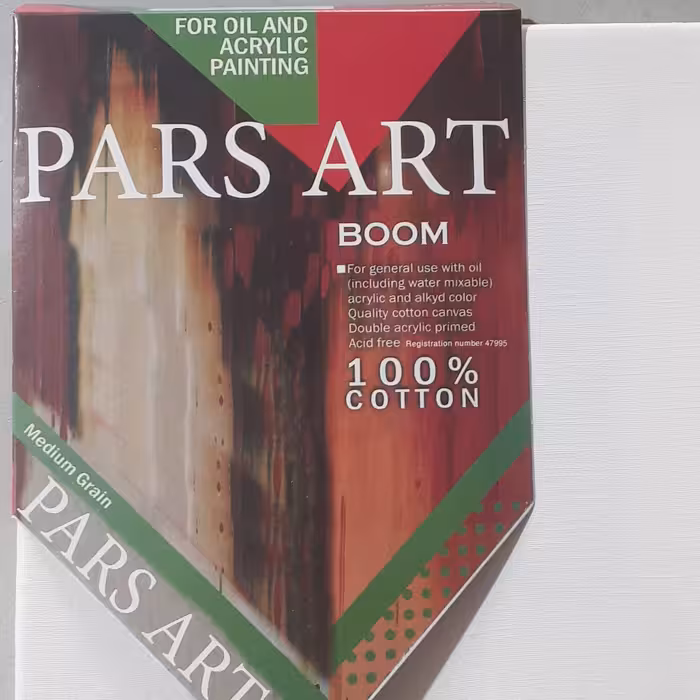 FOR OIL AND
ACRYLIC
PAINTING
PARS ART
BOOM
For general use with oil
(including water mixable)
acrylic and alkyd color
Quality cotton canvas
Double acrylic primed
Acid free Registration number 47995
100%
COTTON
Medium Grain
PARS ART